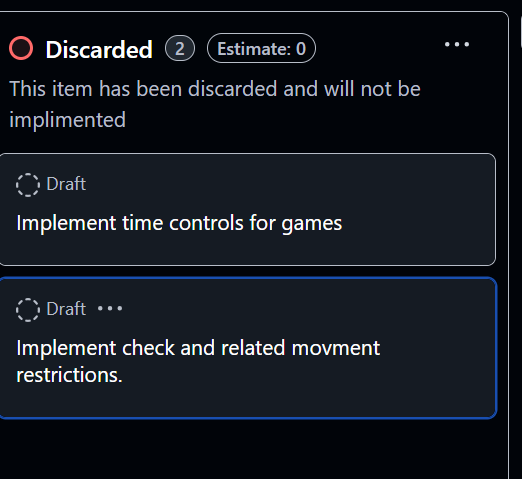 Discarded 2 Estimate: 0
This item has been discarded and will not be
implimented
Draft
Implement time controls for games
Draft
Implement check and related movment
restrictions.